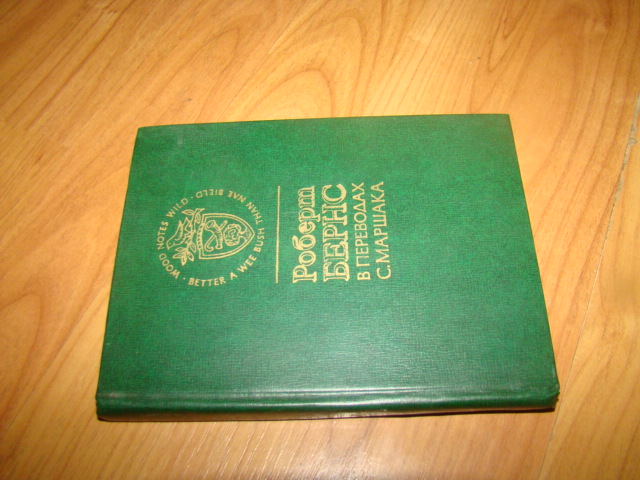 WOOD NOTES WILD · BETTER A WEE BUSH THAN NAE BIELD ·
Роберт
БЕРНС
В ПЕРЕВОДАХ
С. МАРШАКА